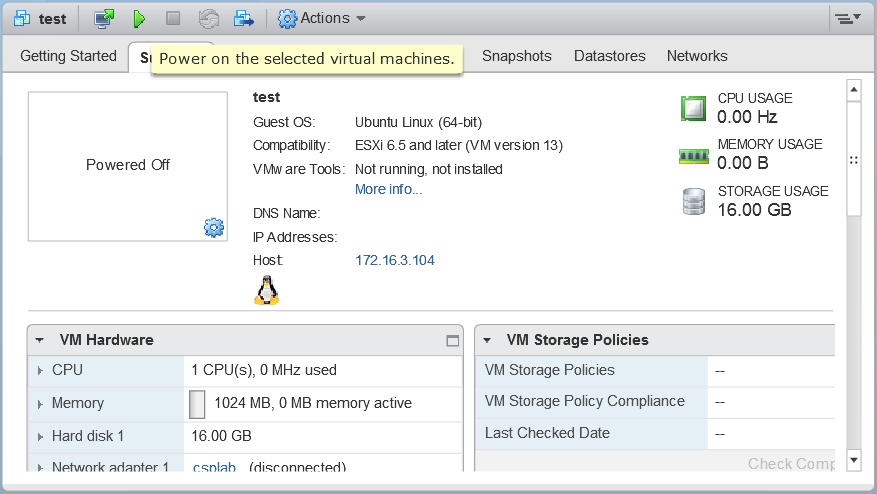 test
Actions
Getting Started
Su
Power on the selected virtual machines.
Snapshots
Datastores
Networks
Powered Off
test
Guest OS: Ubuntu Linux (64-bit)
Compatibility: ESXi 6.5 and later (VM version 13)
VMware Tools: Not running, not installed
More info...
DNS Name:
IP Addresses:
Host: 172.16.3.104
CPU USAGE
0.00 Hz
MEMORY USAGE
0.00 B
STORAGE USAGE
16.00 GB
VM Hardware
CPU 1 CPU(s), 0 MHz used
Memory 1024 MB, 0 MB memory active
Hard disk 1 16.00 GB
Network adapter 1 csplab (disconnected)
VM Storage Policies
VM Storage Policies --
VM Storage Policy Compliance --
Last Checked Date --
Check Comp